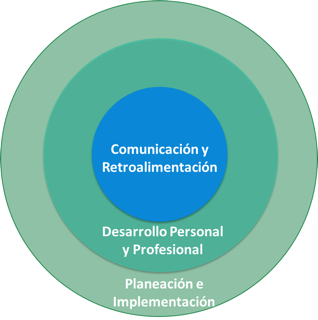 Comunicación y
Retroalimentación
Desarrollo Personal
y Profesional
Planeación e
Implementación